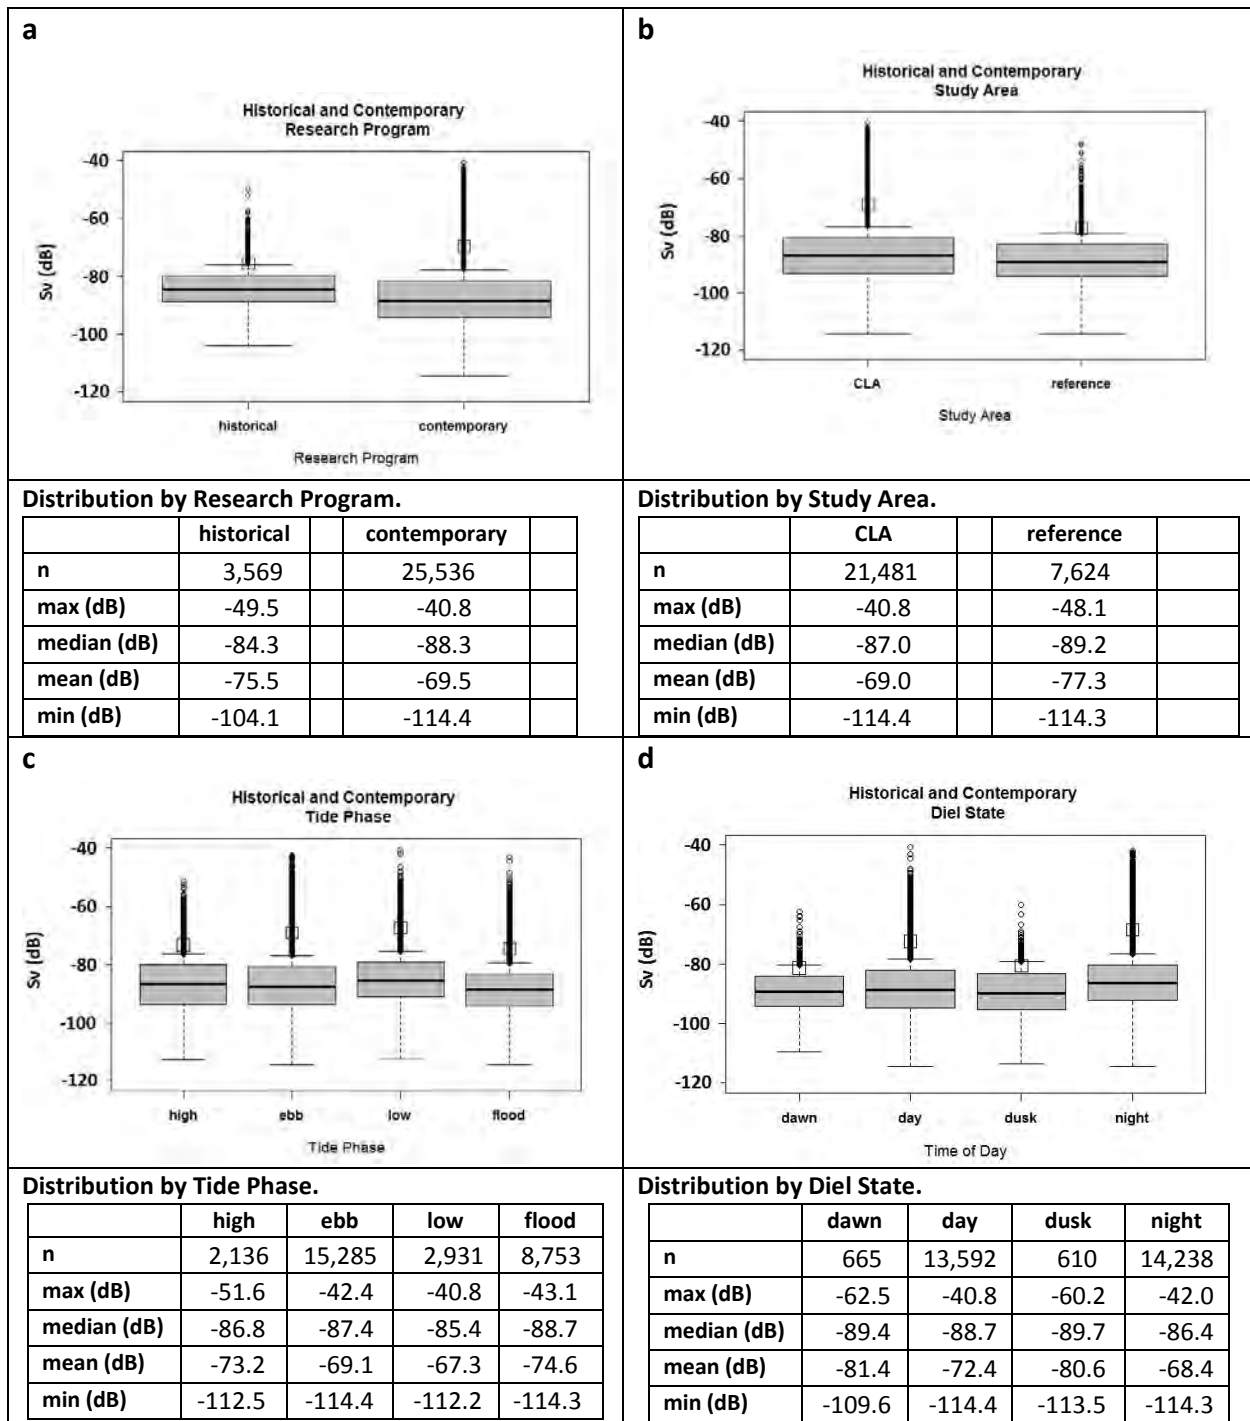 a
Historical and Contemporary
Research Program
Sv (dB)
-40
-60
-80
-100
-120
historical contemporary
Research Program
b
Historical and Contemporary
Study Area
Sv (dB)
-40
-60
-80
-100
-120
CLA reference
Study Area
Distribution by Research Program.
historical contemporary
n 3,569 25,536
max (dB) -49.5 -40.8
median (dB) -84.3 -88.3
mean (dB) -75.5 -69.5
min (dB) -104.1 -114.4
Distribution by Study Area.
CLA reference
n 21,481 7,624
max (dB) -40.8 -48.1
median (dB) -87.0 -89.2
mean (dB) -69.0 -77.3
min (dB) -114.4 -114.3
c
Historical and Contemporary
Tide Phase
Sv (dB)
-40
-60
-80
-100
-120
high ebb low flood
Tide Phase
d
Historical and Contemporary
Diel State
Sv (dB)
-40
-60
-80
-100
-120
dawn day dusk night
Time of Day
Distribution by Tide Phase.
high ebb low flood
n 2,136 15,285 2,931 8,753
max (dB) -51.6 -42.4 -40.8 -43.1
median (dB) -86.8 -87.4 -85.4 -88.7
mean (dB) -73.2 -69.1 -67.3 -74.6
min (dB) -112.5 -114.4 -112.2 -114.3
Distribution by Diel State.
dawn day dusk night
n 665 13,592 610 14,238
max (dB) -62.5 -40.8 -60.2 -42.0
median (dB) -89.4 -88.7 -89.7 -86.4
mean (dB) -81.4 -72.4 -80.6 -68.4
min (dB) -109.6 -114.4 -113.5 -114.3